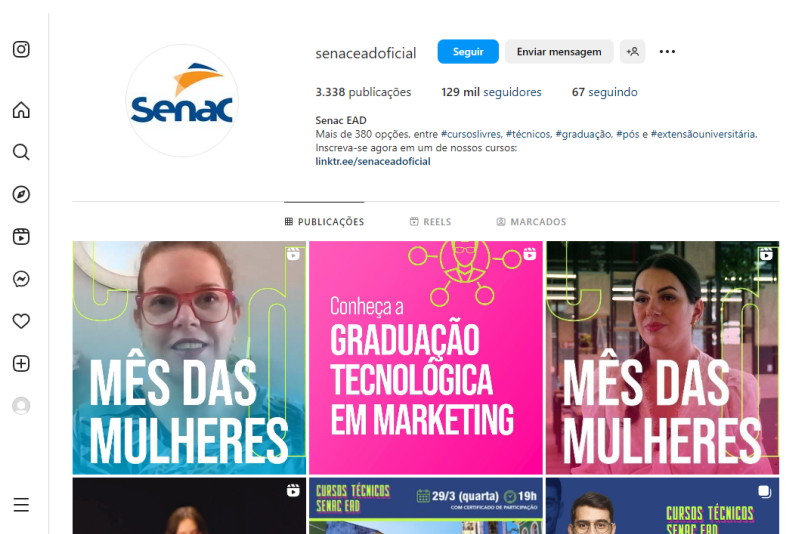 senaceadoficial Seguir Enviar mensagem
3.338 publicações 129 mil seguidores 67 seguindo
Senac EAD
Mais de 380 opções, entre #cursoslivres, #técnicos, #graduação, #pós e #extensãouniversitária.
Inscreva-se agora em um de nossos cursos:
linktr.ee/senaceadoficial
Senac
PUBLICAÇÕES REELS MARCADOS
MÊS DAS
MULHERES
Conheça a
GRADUAÇÃO
TECNOLÓGICA
EM MARKETING
MÊS DAS
MULHERES
CURSOS TÉCNICOS
SENAC EAD
29/3 (quarta) 19h
COM CERTIFICADO DE PARTICIPAÇÃO
CURSOS TÉCNICOS
SENAC EAD